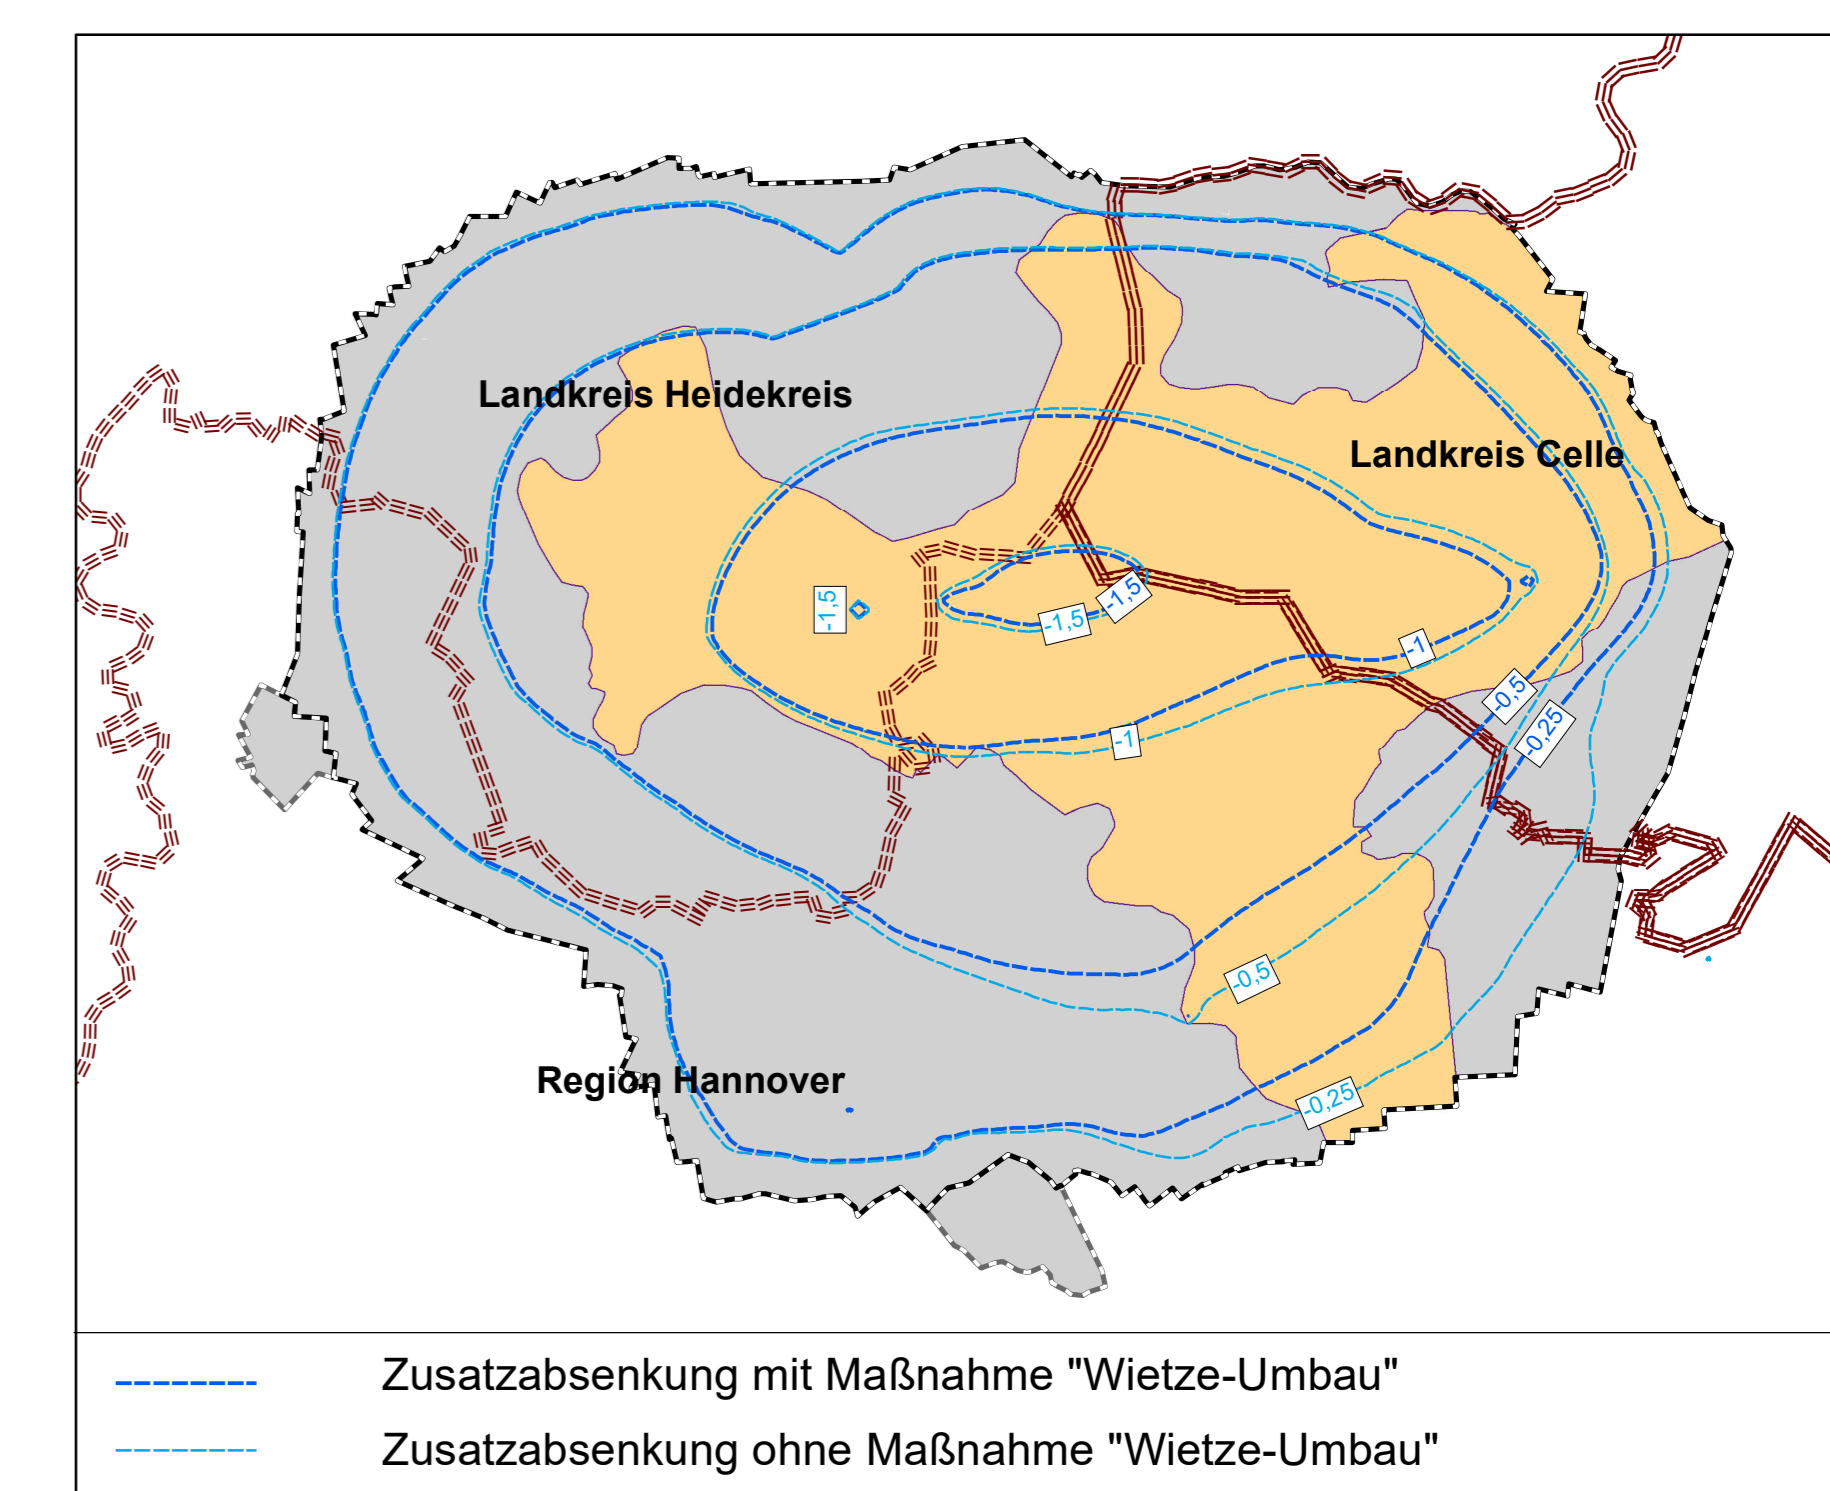 Landkreis Heidekreis
Landkreis Celle
-1,5
-1,5
-1,5
-1
-0,5
-0,25
-1
-0,5
Region Hannover
-0,25
Zusatzabsenkung mit Maßnahme "Wietze-Umbau"
Zusatzabsenkung ohne Maßnahme "Wietze-Umbau"